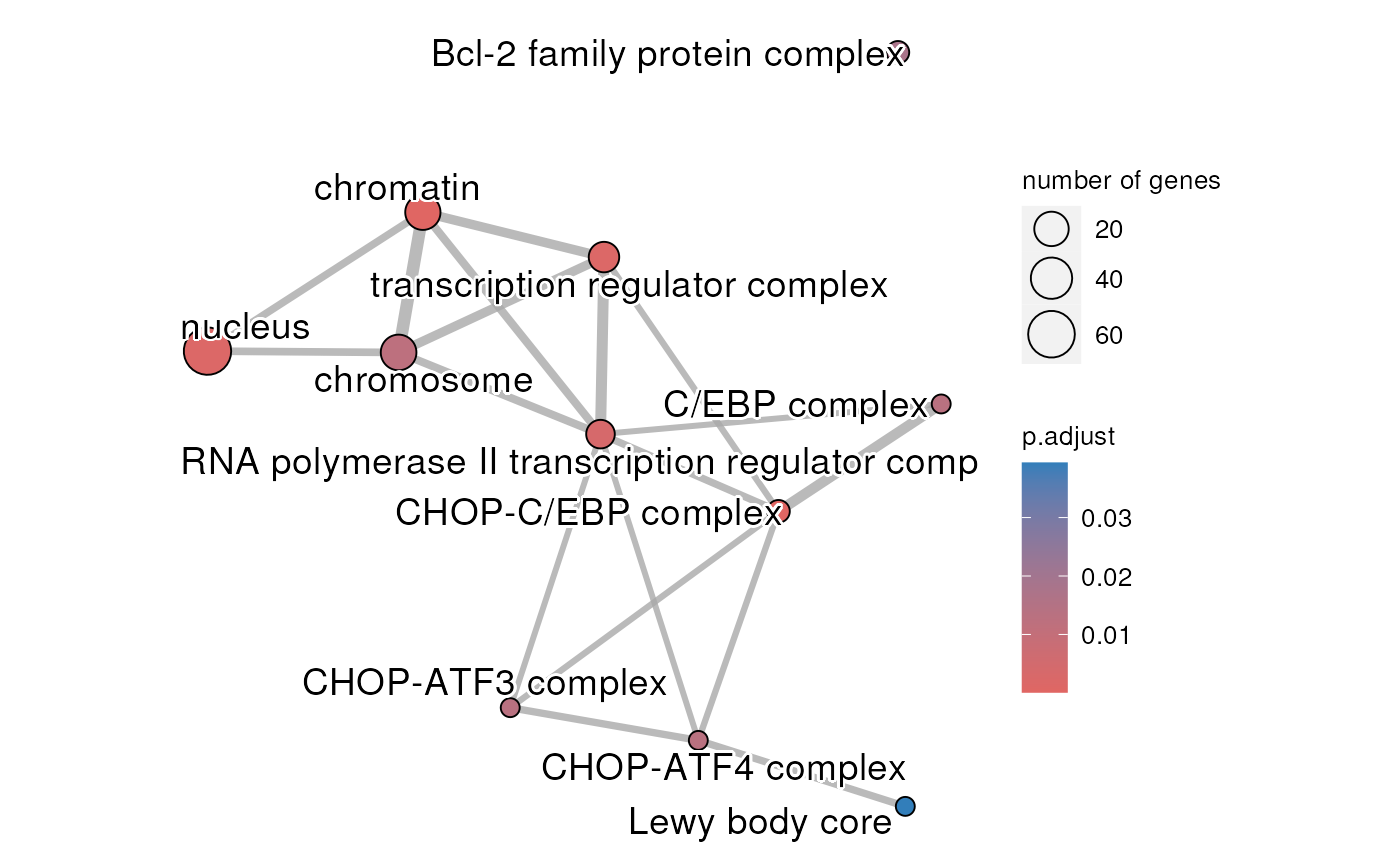 Bcl-2 family protein complex
chromatin
transcription regulator complex
nucleus
chromosome
C/EBP complex
RNA polymerase II transcription regulator comp
CHOP-C/EBP complex
CHOP-ATF3 complex
CHOP-ATF4 complex
Lewy body core
number of genes
20
40
60
p.adjust
0.03
0.02
0.01